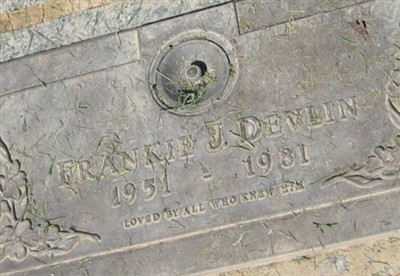 FRANKIE J. DEVLIN
1951 - 1981
LOVED BY ALL WHO KNEW HIM